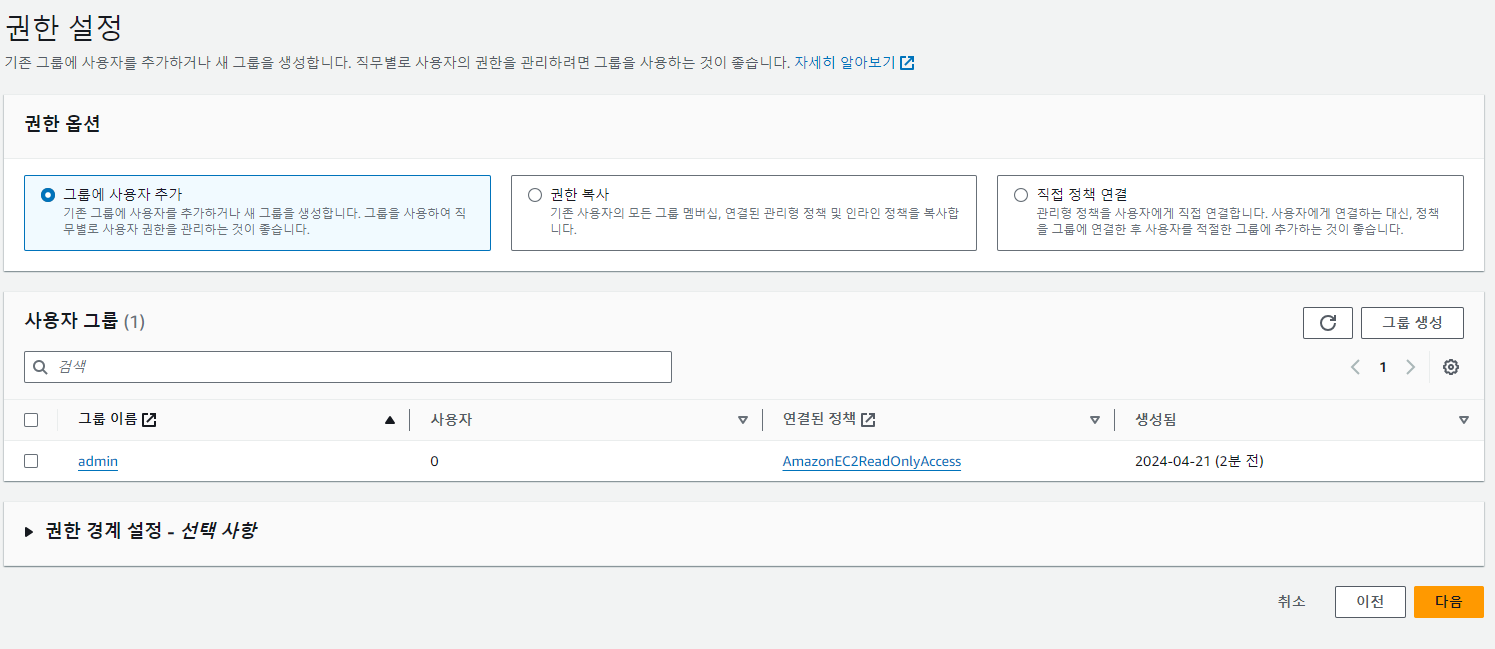 권한 설정
기존 그룹에 사용자를 추가하거나 새 그룹을 생성합니다. 직무별로 사용자의 권한을 관리하려면 그룹을 사용하는 것이 좋습니다. 자세히 알아보기
권한 옵션
그룹에 사용자 추가
기존 그룹에 사용자를 추가하거나 새 그룹을 생성합니다. 그룹을 사용하여 직
무별로 사용자 권한을 관리하는 것이 좋습니다.
권한 복사
기존 사용자의 모든 그룹 멤버십, 연결된 관리형 정책 및 인라인 정책을 복사합
니다.
직접 정책 연결
관리형 정책을 사용자에게 직접 연결합니다. 사용자에게 연결하는 대신, 정책
을 그룹에 연결한 후 사용자를 적절한 그룹에 추가하는 것이 좋습니다.
사용자 그룹 (1)
그룹 생성
검색
1
그룹 이름 사용자 연결된 정책 생성됨
admin 0 AmazonEC2ReadOnlyAccess 2024-04-21 (2분 전)
권한 경계 설정 - 선택 사항
취소 이전 다음